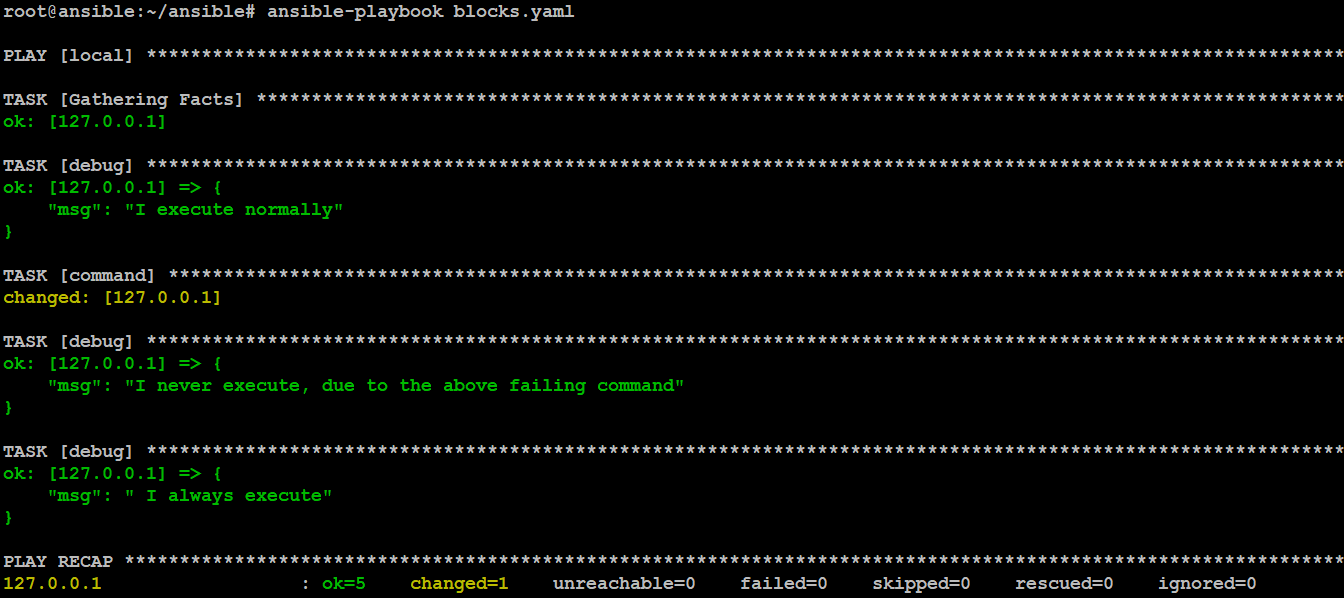 root@ansible:~/ansible# ansible-playbook blocks.yaml
PLAY [local] *************************************************************************************************************
TASK [Gathering Facts] ***************************************************************************************************
ok: [127.0.0.1]
TASK [debug] *************************************************************************************************************
ok: [127.0.0.1] => {
    "msg": "I execute normally"
}
TASK [command] ***********************************************************************************************************
changed: [127.0.0.1]
TASK [debug] *************************************************************************************************************
ok: [127.0.0.1] => {
    "msg": "I never execute, due to the above failing command"
}
TASK [debug] *************************************************************************************************************
ok: [127.0.0.1] => {
    "msg": " I always execute"
}
PLAY RECAP ***************************************************************************************************************
127.0.0.1                  : ok=5    changed=1    unreachable=0    failed=0    skipped=0    rescued=0    ignored=0